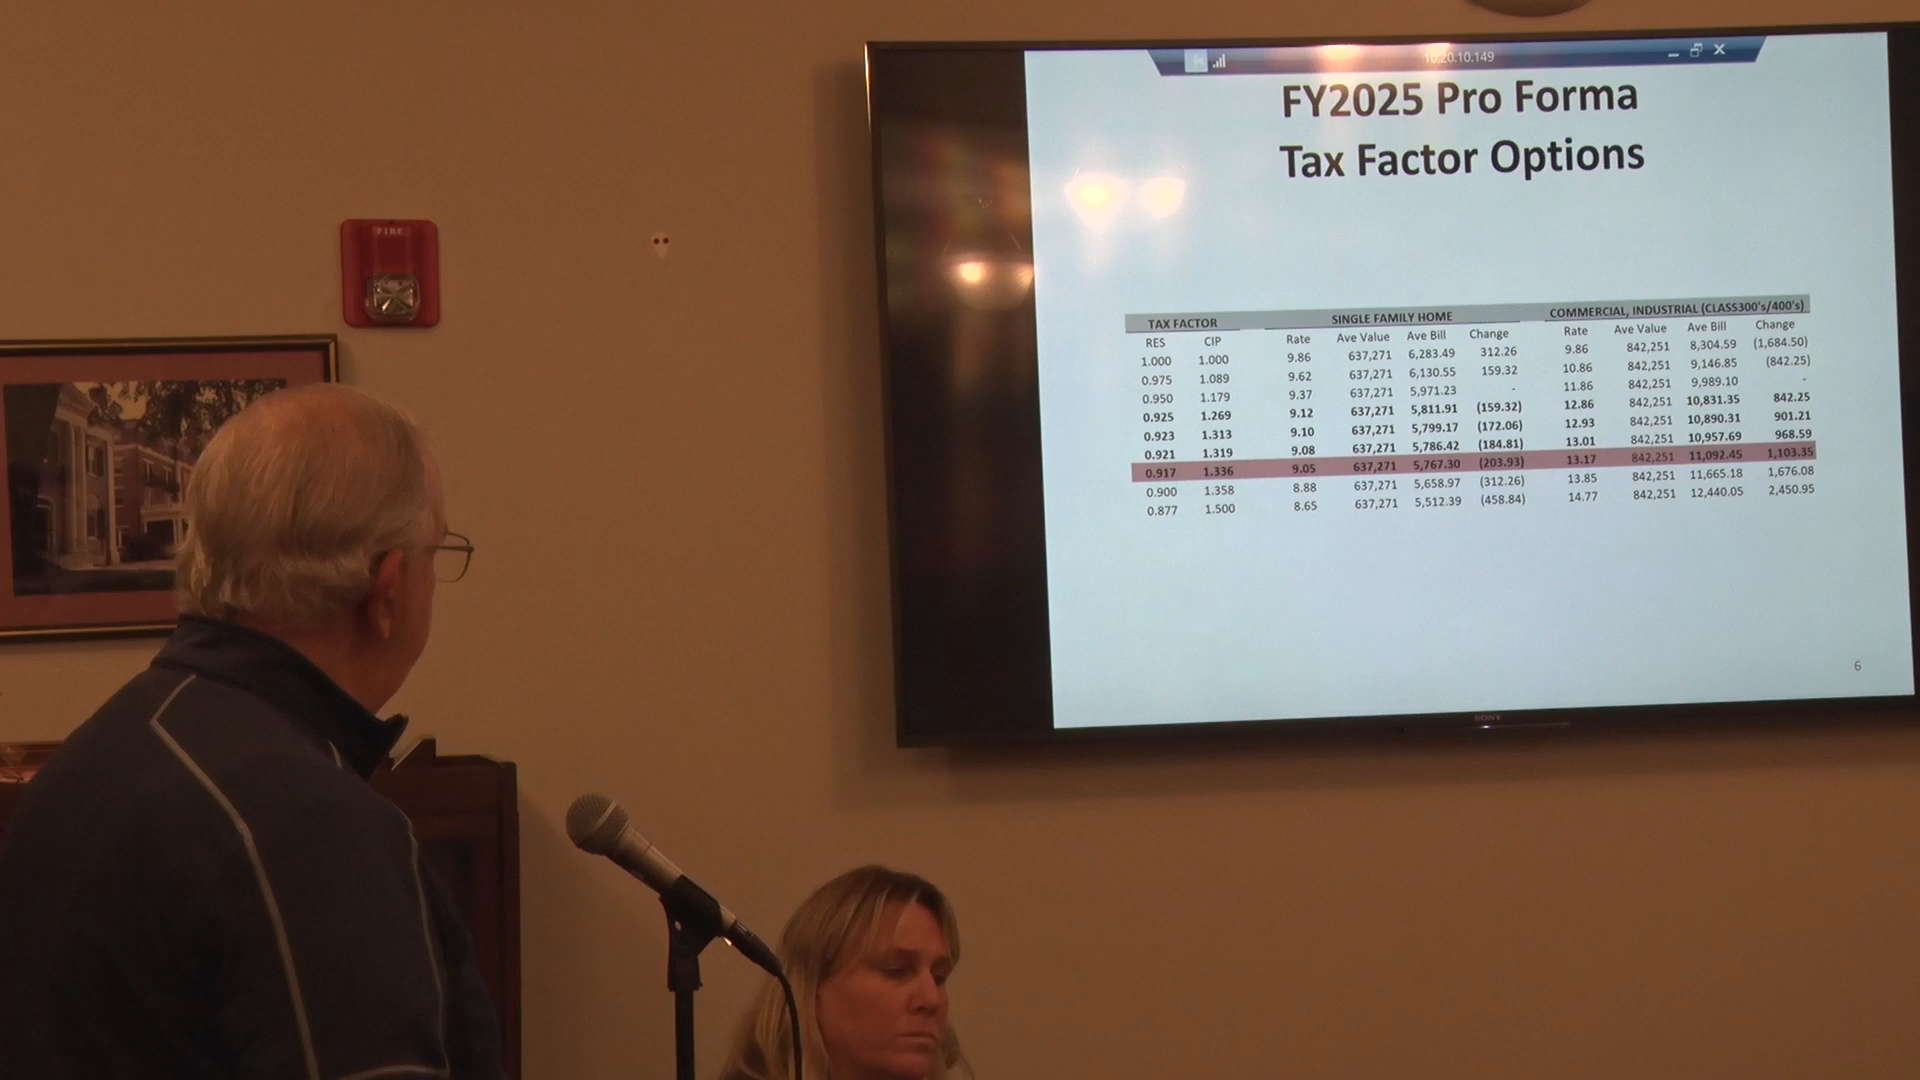 FIRE
10.20.10.149
FY2025 Pro Forma
Tax Factor Options
TAX FACTOR SINGLE FAMILY HOME COMMERCIAL, INDUSTRIAL (CLASS300's/400's)
RES CIP Rate Ave Value Ave Bill Change Rate Ave Value Ave Bill Change
1.000 1.000 9.86 637,271 6,283.49 312.26 9.86 842,251 8,304.59 (1,684.50)
0.975 1.089 9.62 637,271 6,130.55 159.32 10.86 842,251 9,146.85 (842.25)
0.950 1.179 9.37 637,271 5,971.23 - 11.86 842,251 9,989.10 -
0.925 1.269 9.12 637,271 5,811.91 (159.32) 12.86 842,251 10,831.35 842.25
0.923 1.313 9.10 637,271 5,799.17 (172.06) 12.93 842,251 10,890.31 901.21
0.921 1.319 9.08 637,271 5,786.42 (184.81) 13.01 842,251 10,957.69 968.59
0.917 1.336 9.05 637,271 5,767.30 (203.93) 13.17 842,251 11,092.45 1,103.35
0.900 1.358 8.88 637,271 5,658.97 (312.26) 13.85 842,251 11,665.18 1,676.08
0.877 1.500 8.65 637,271 5,512.39 (458.84) 14.77 842,251 12,440.05 2,450.95
6
SONY